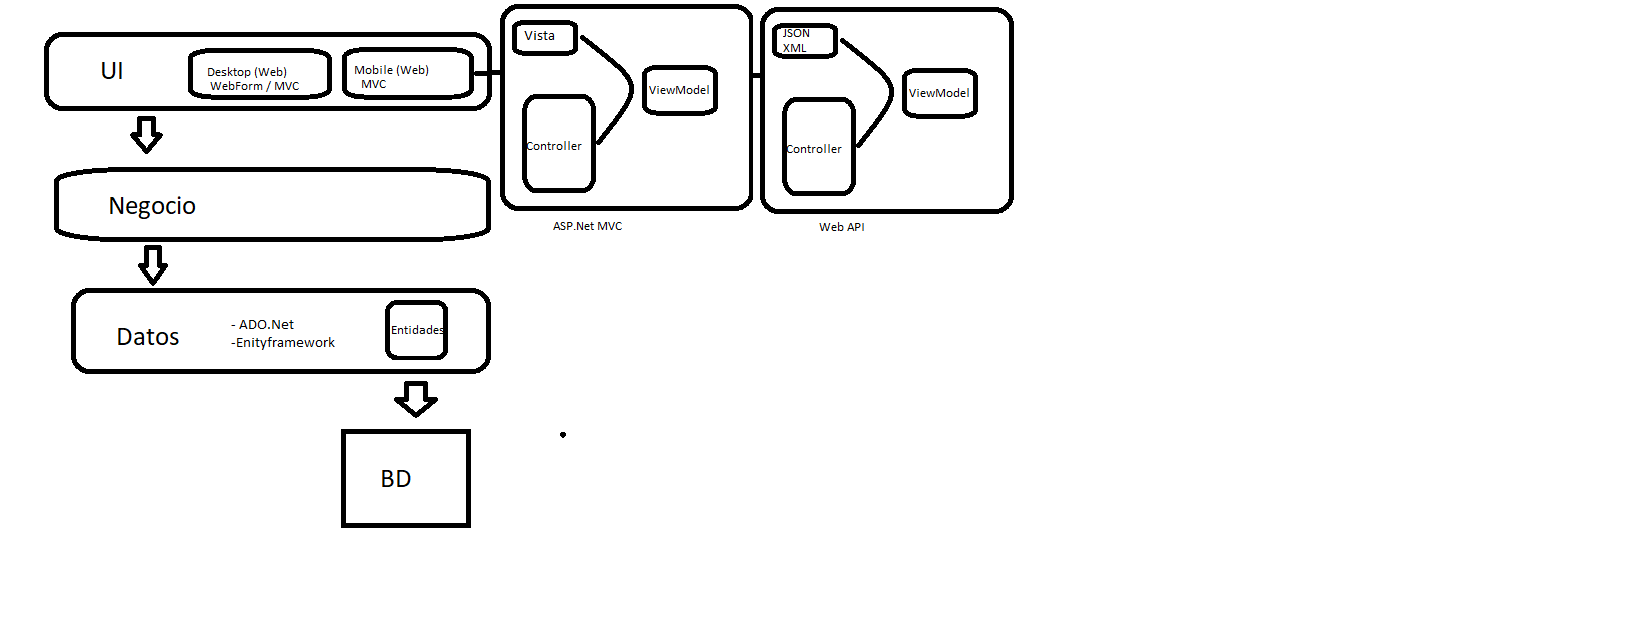 UI
Desktop (Web)
WebForm / MVC
Mobile (Web)
MVC
Vista
ViewModel
Controller
ASP.Net MVC
JSON
XML
ViewModel
Controller
Web API
Negocio
Datos
- ADO.Net
-Enityframework
Entidades
BD